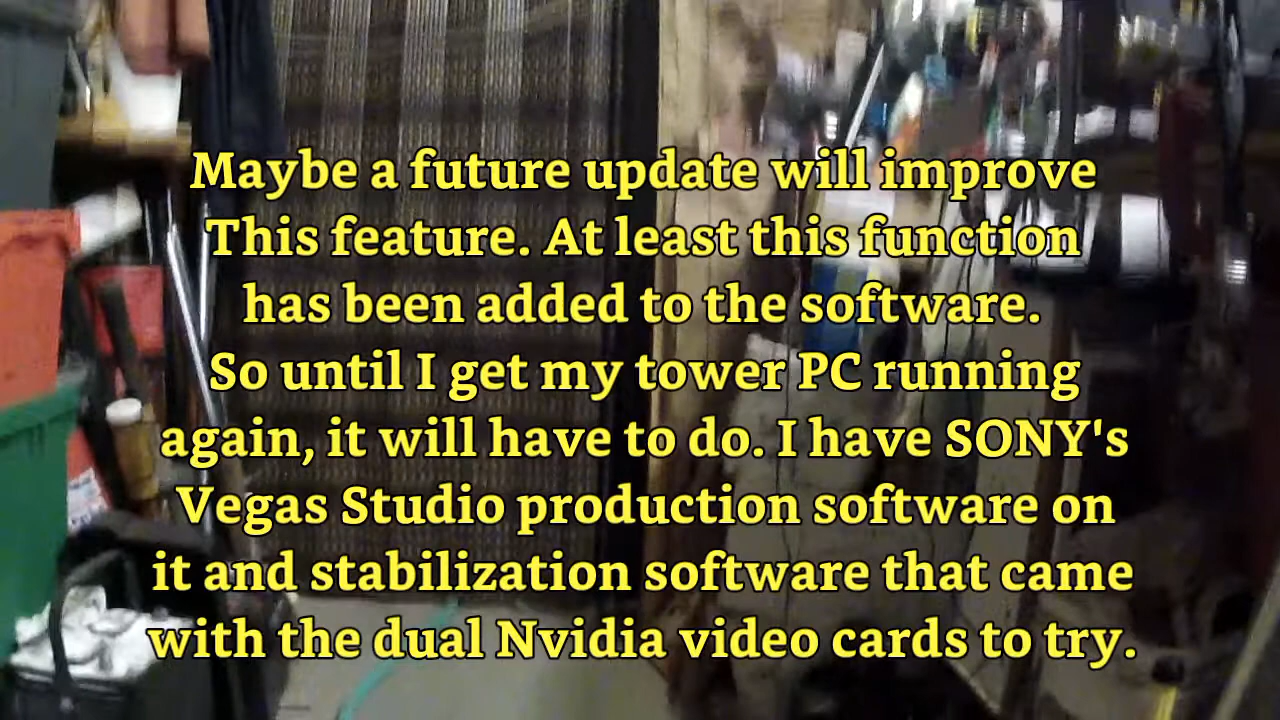 Maybe a future update will improve
This feature. At least this function
has been added to the software.
So until I get my tower PC running
again, it will have to do. I have SONY's
Vegas Studio production software on
it and stabilization software that came
with the dual Nvidia video cards to try.